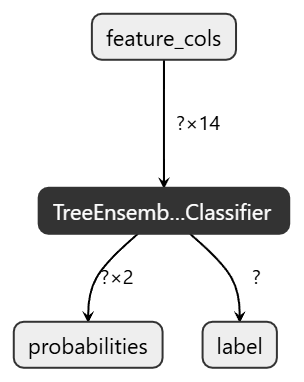 feature_cols
?×14
TreeEnsemb...Classifier
?×2
?
probabilities
label